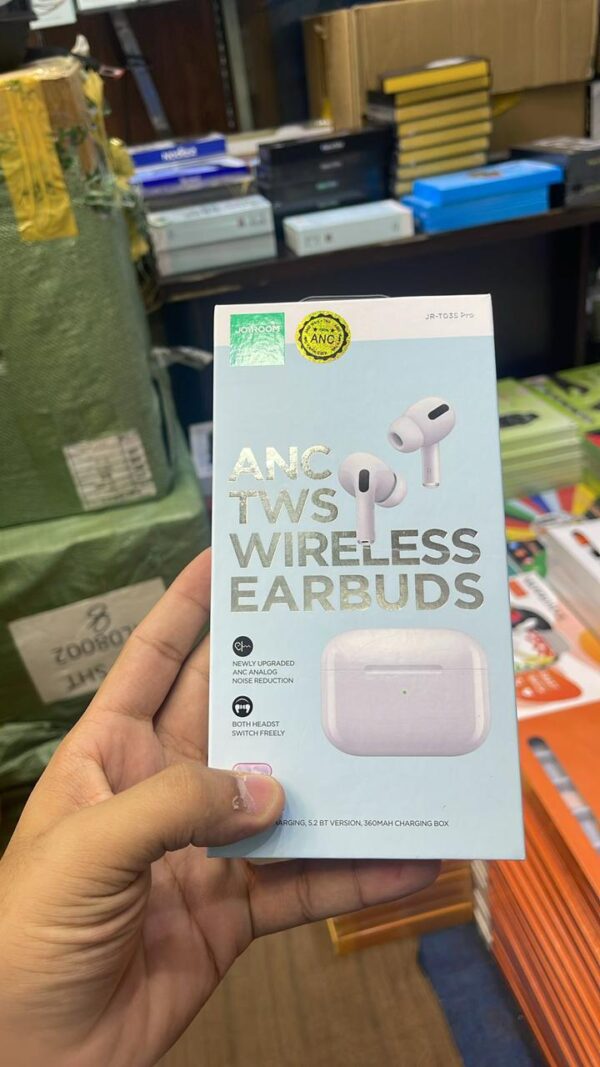 JOYROOM
ANC
JR-T03S Pro
ANC
TWS
WIRELESS
EARBUDS
NEWLY UPGRADED
ANC ANALOG
NOISE REDUCTION
BOTH HEADST
SWITCH FREELY
ARGING, 5.2 BT VERSION, 360MAH CHARGING BOX
8